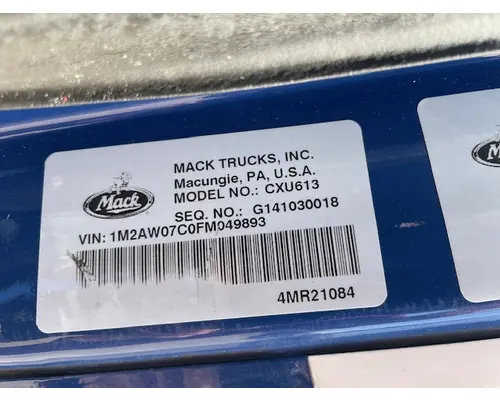 Mack
MACK TRUCKS, INC.
Macungie, PA, U.S.A.
MODEL NO.: CXU613
SEQ. NO.: G141030018
VIN: 1M2AW07C0FM049893
4MR21084